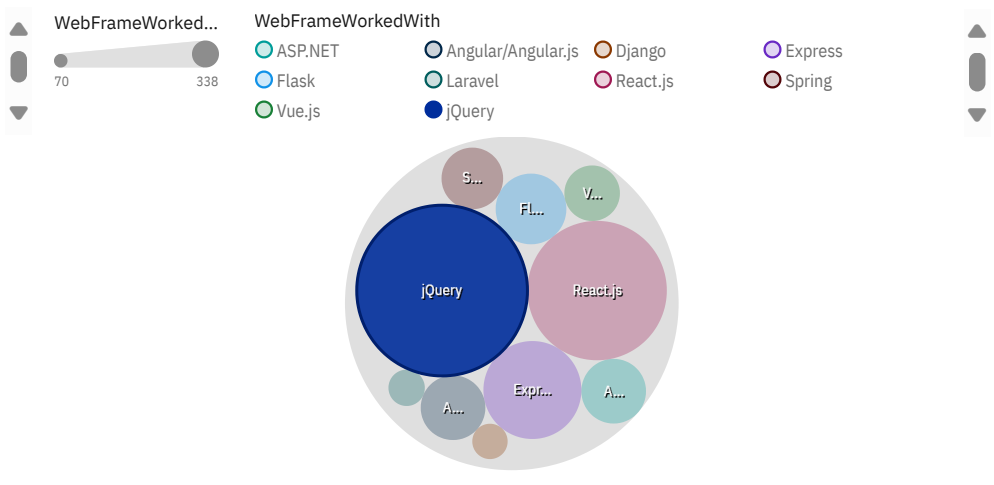 WebFrameWorked...
70
338
WebFrameWorkedWith
ASP.NET
Angular/Angular.js
Django
Express
Flask
Laravel
React.js
Spring
Vue.js
jQuery
S...
Fl...
V...
jQuery
React.js
Expr...
A...
A...